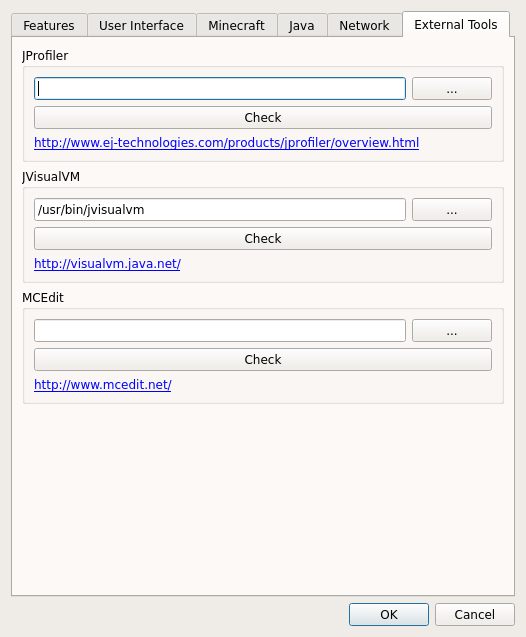 Features User Interface Minecraft Java Network External Tools
JProfiler
...
Check
http://www.ej-technologies.com/products/jprofiler/overview.html
JVisualVM
/usr/bin/jvisualvm ...
Check
http://visualvm.java.net/
MCEdit
...
Check
http://www.mcedit.net/
OK Cancel